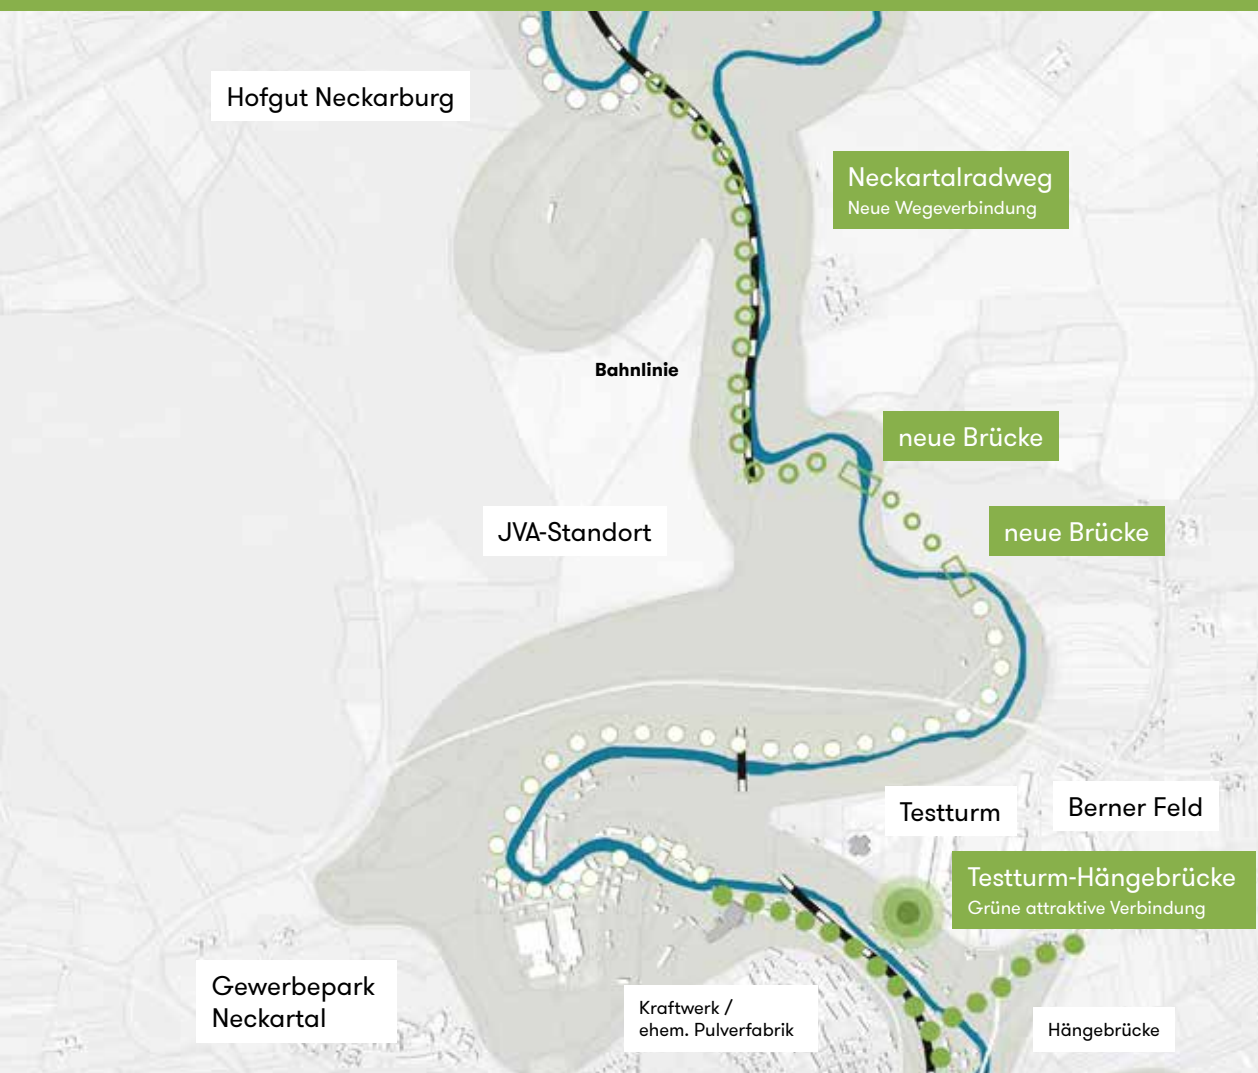 Hofgut Neckarburg
Neckartalradweg
Neue Wegeverbindung
Bahnlinie
neue Brücke
neue Brücke
JVA-Standort
Testturm
Berner Feld
Testturm-Hängebrücke
Grüne attraktive Verbindung
Gewerbepark
Neckartal
Kraftwerk /
ehem. Pulverfabrik
Hängebrücke